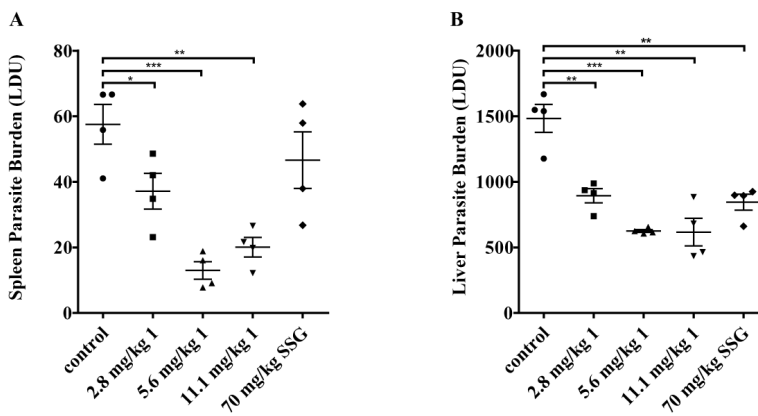 A
Spleen Parasite Burden (LDU)
80
60
40
20
0
**
***
*
control
2.8 mg/kg 1
5.6 mg/kg 1
11.1 mg/kg 1
70 mg/kg SSG
B
Liver Parasite Burden (LDU)
2000
1500
1000
500
0
**
**
***
**
control
2.8 mg/kg 1
5.6 mg/kg 1
11.1 mg/kg 1
70 mg/kg SSG